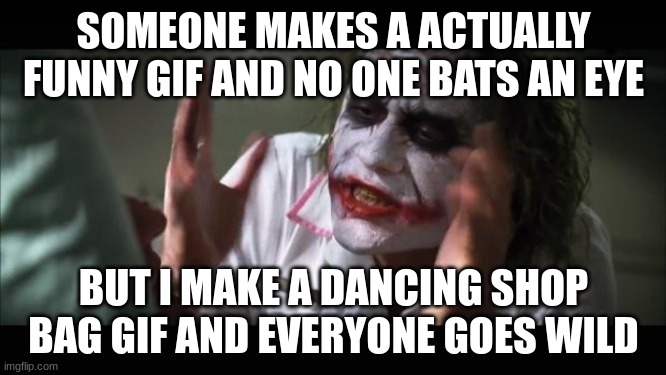 SOMEONE MAKES A ACTUALLY
FUNNY GIF AND NO ONE BATS AN EYE
BUT I MAKE A DANCING SHOP
BAG GIF AND EVERYONE GOES WILD
imgflip.com